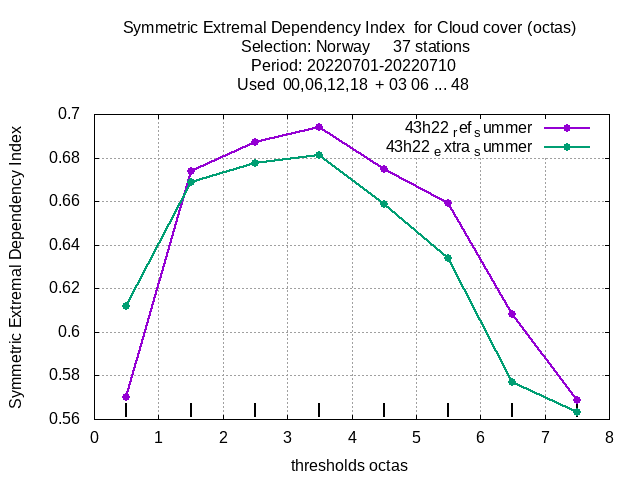 Symmetric Extremal Dependency Index  for Cloud cover (octas)
Selection: Norway     37 stations
Period: 20220701-20220710
Used  00,06,12,18  + 03 06 ... 48
43h22 ref summer
43h22 extra summer
Symmetric Extremal Dependency Index
0.7
0.68
0.66
0.64
0.62
0.6
0.58
0.56
0 1 2 3 4 5 6 7 8
thresholds octas